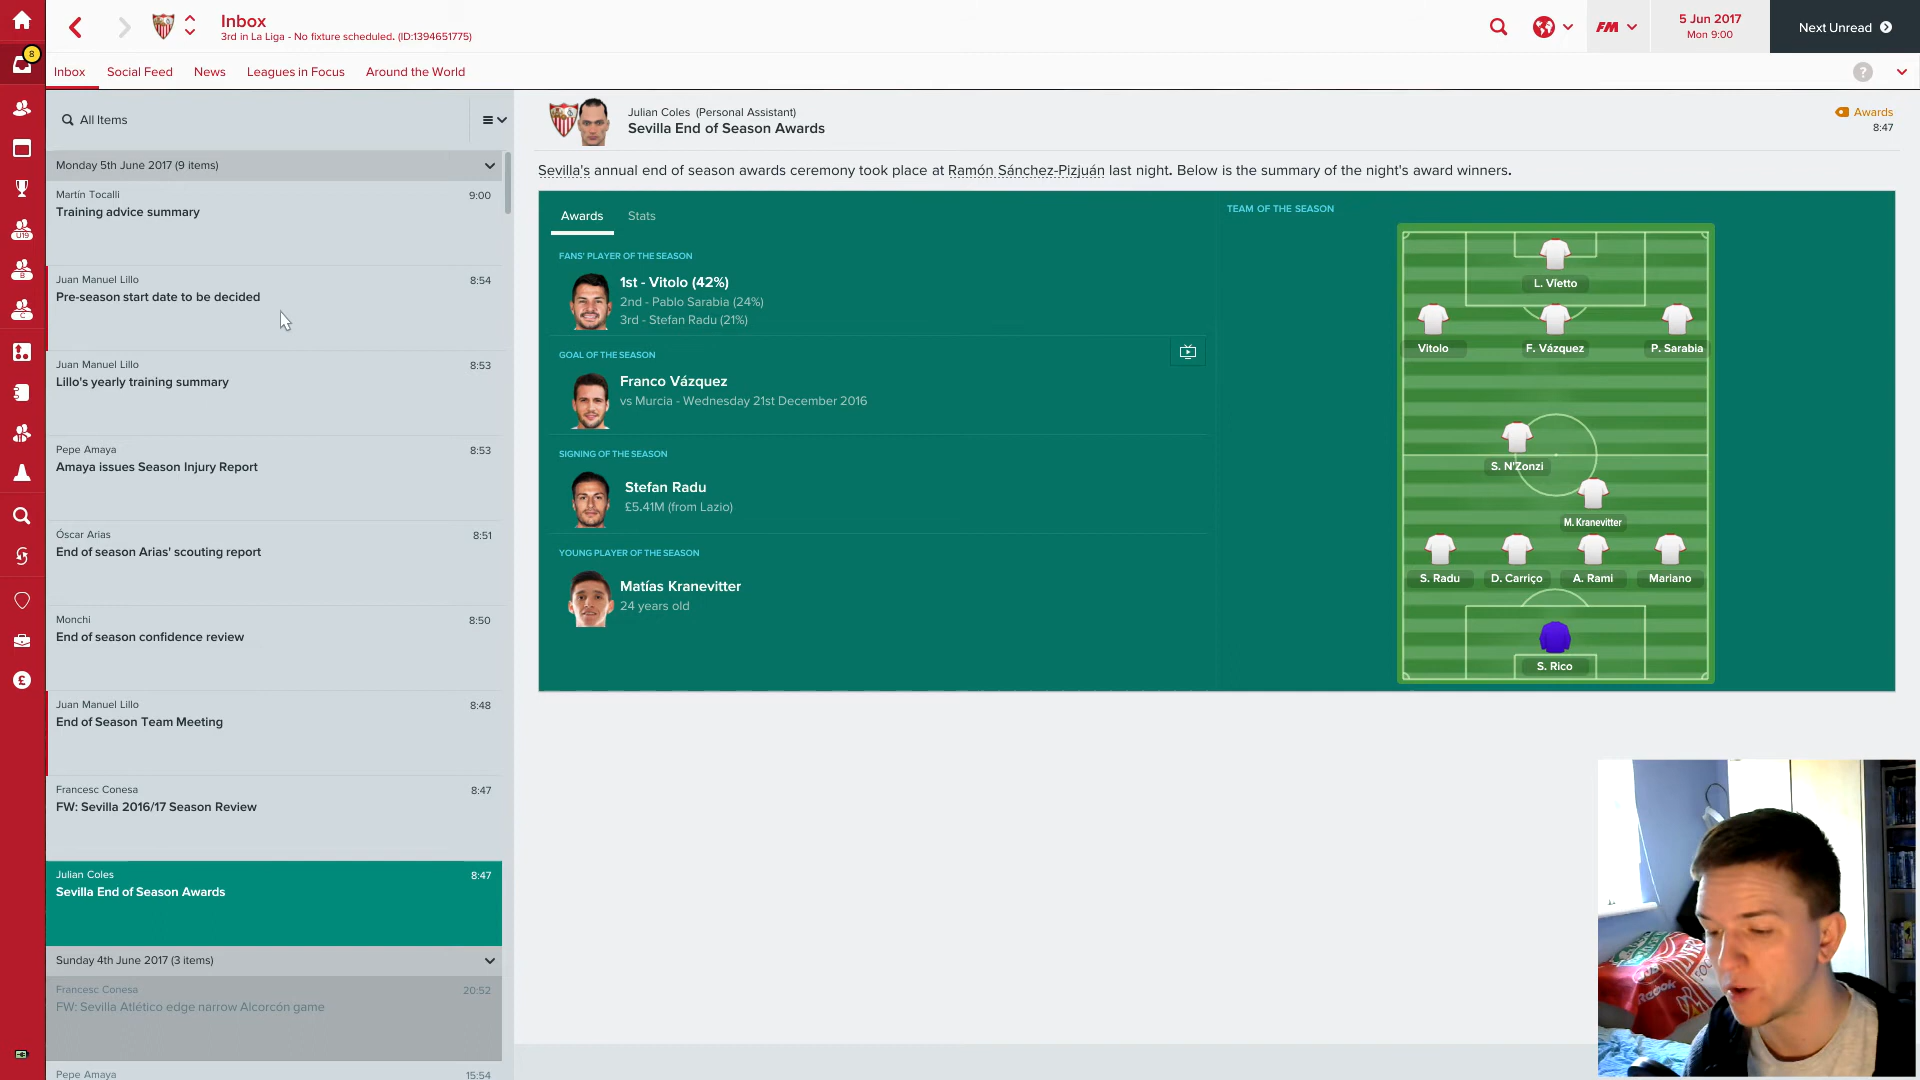 8
Inbox
3rd in La Liga - No fixture scheduled. (ID:1394651775)
FM
5 Jun 2017
Mon 9:00
Next Unread
Inbox
Social Feed
News
Leagues in Focus
Around the World
?
U19
B
C
£
All Items
Monday 5th June 2017 (9 items)
Martín Tocalli
9:00
Training advice summary
Juan Manuel Lillo
8:54
Pre-season start date to be decided
Juan Manuel Lillo
8:53
Lillo's yearly training summary
Pepe Amaya
8:53
Amaya issues Season Injury Report
Óscar Arias
8:51
End of season Arias' scouting report
Monchi
8:50
End of season confidence review
Juan Manuel Lillo
8:48
End of Season Team Meeting
Francesc Conesa
8:47
FW: Sevilla 2016/17 Season Review
Julian Coles
8:47
Sevilla End of Season Awards
Sunday 4th June 2017 (3 items)
Francesc Conesa
20:52
FW: Sevilla Atlético edge narrow Alcorcón game
Pepe Amaya
15:54
Julian Coles (Personal Assistant)
Sevilla End of Season Awards
Awards
8:47
Sevilla's annual end of season awards ceremony took place at Ramón Sánchez-Pizjuán last night. Below is the summary of the night's award winners.
Awards
Stats
FANS' PLAYER OF THE SEASON
1st - Vitolo (42%)
2nd - Pablo Sarabia (24%)
3rd - Stefan Radu (21%)
GOAL OF THE SEASON
Franco Vázquez
vs Murcia - Wednesday 21st December 2016
SIGNING OF THE SEASON
Stefan Radu
£5.41M (from Lazio)
YOUNG PLAYER OF THE SEASON
Matías Kranevitter
24 years old
TEAM OF THE SEASON
L. Vietto
Vitolo
F. Vázquez
P. Sarabia
S. N'Zonzi
M. Kranevitter
S. Radu
D. Carriço
A. Rami
Mariano
S. Rico
Reebok